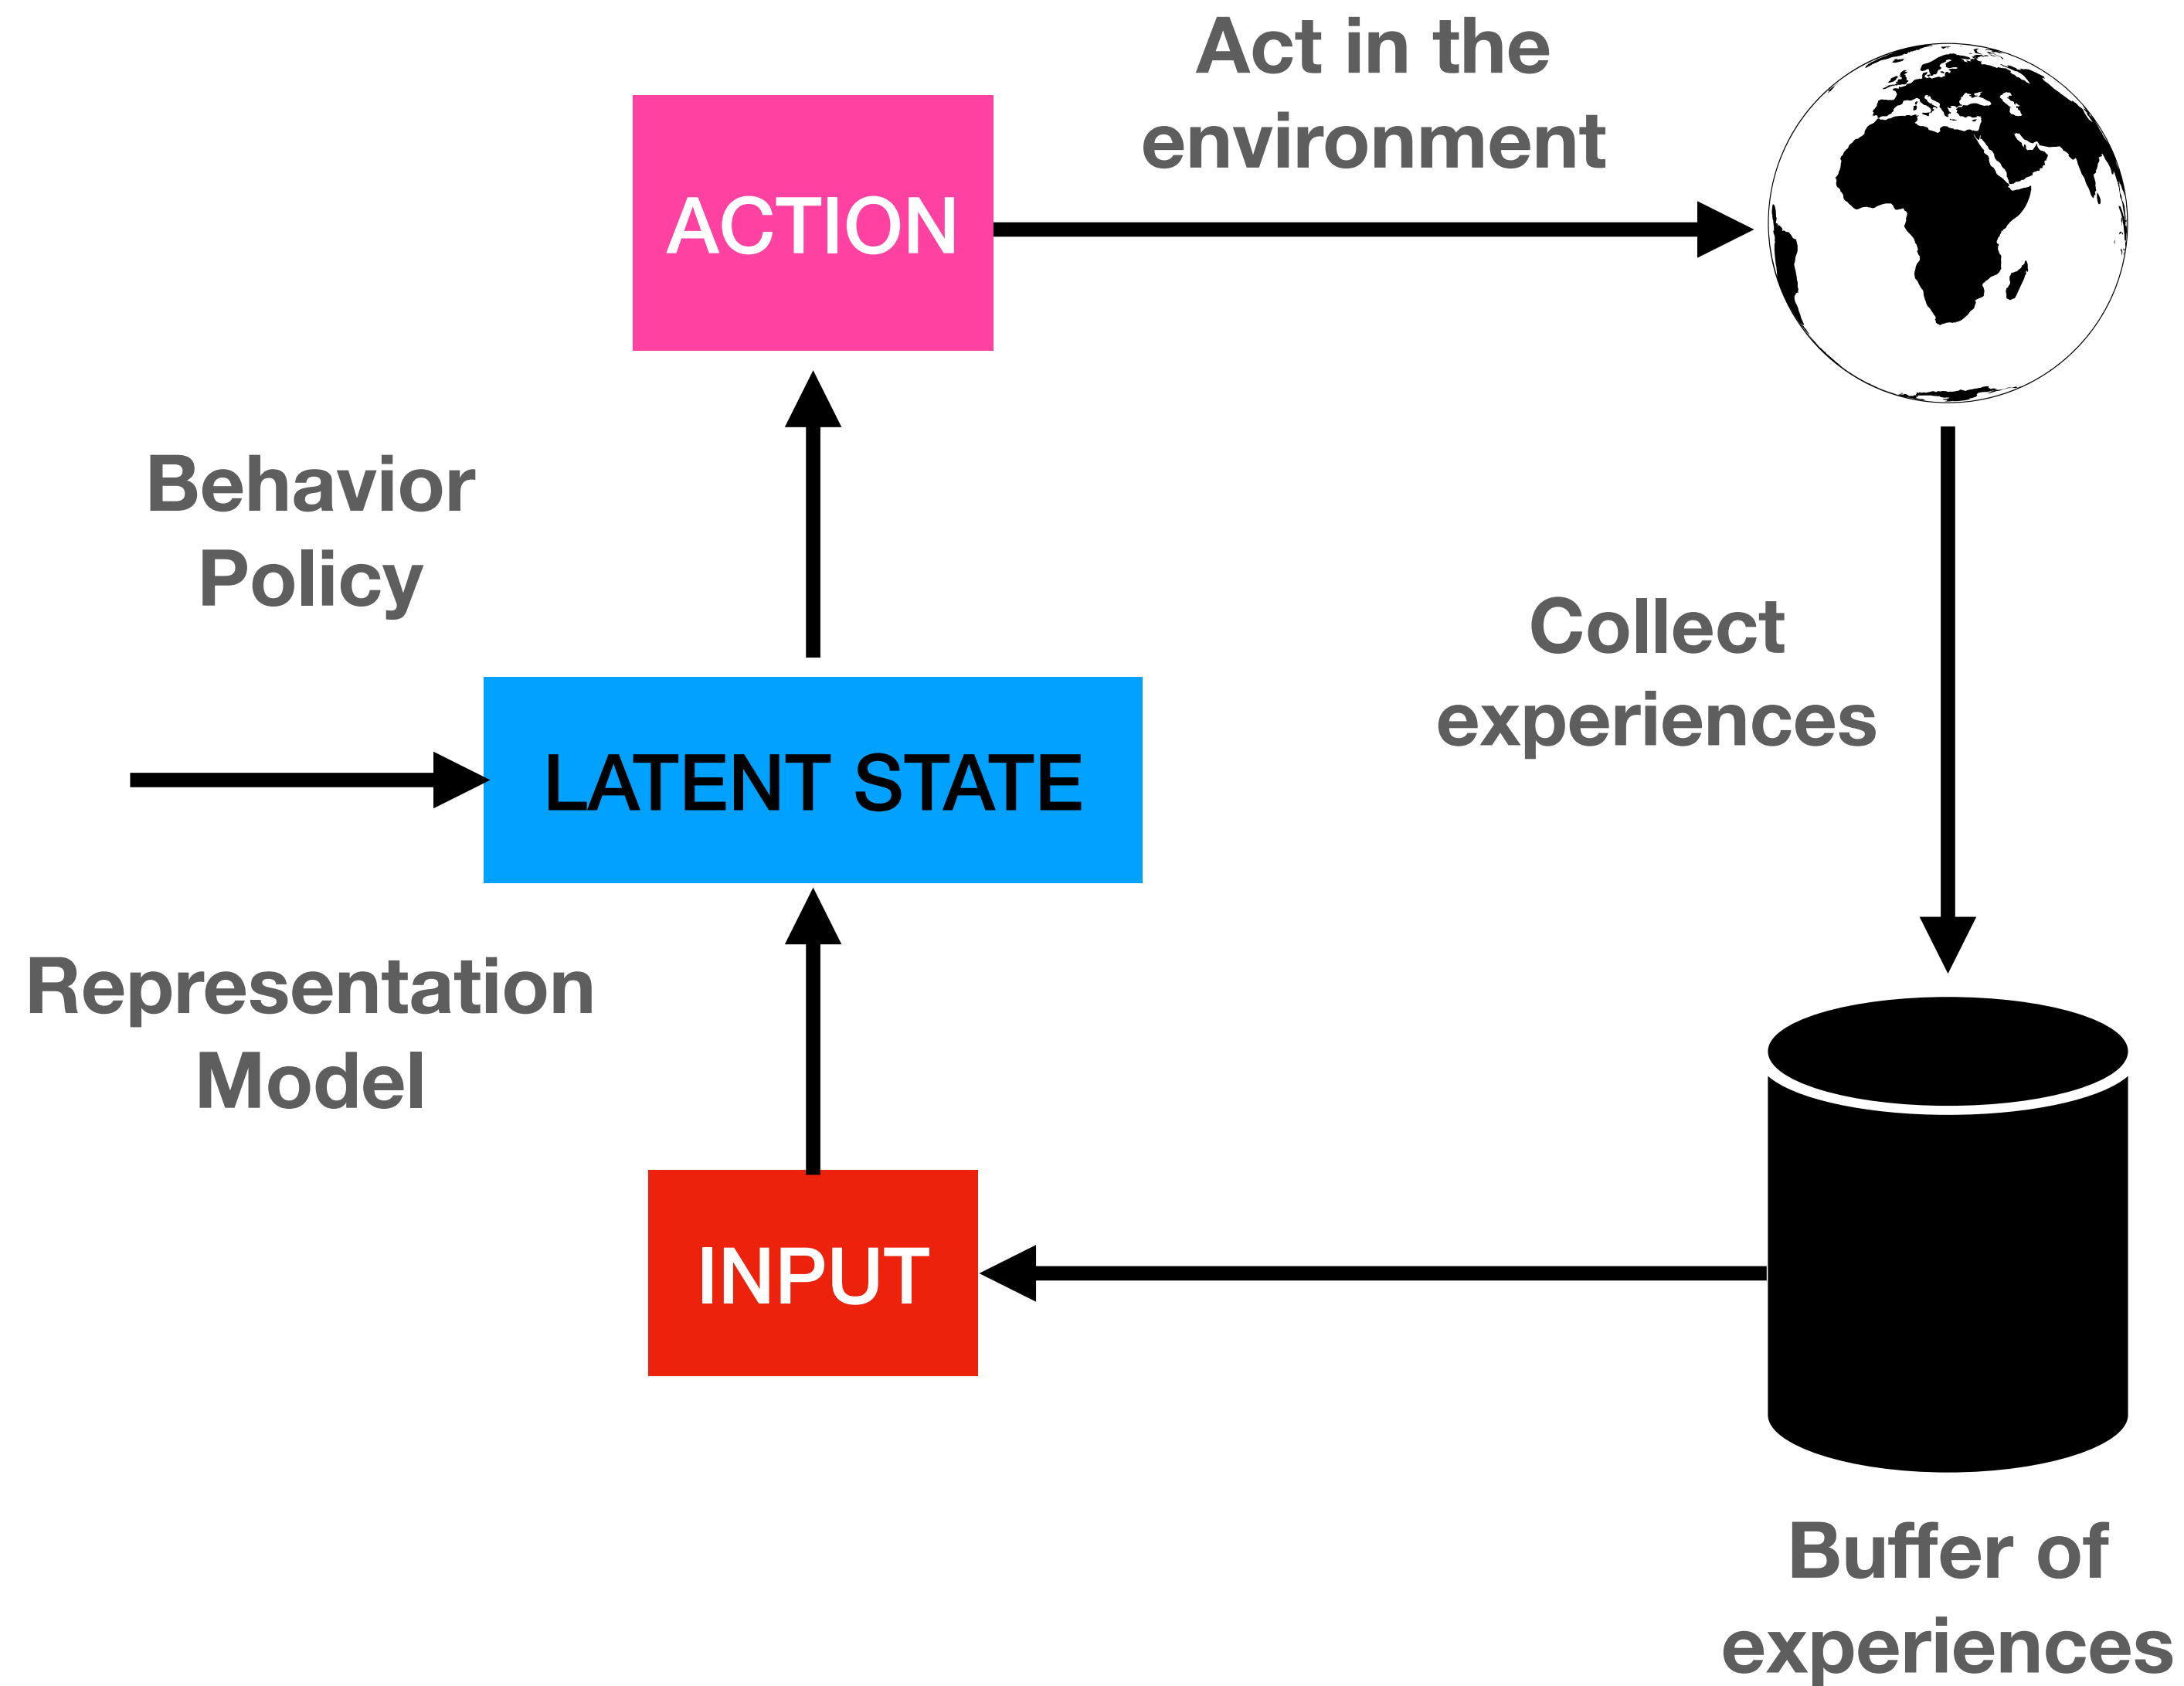 Act in the
environment
ACTION
Behavior
Policy
Collect
experiences
LATENT STATE
Representation
Model
INPUT
Buffer of
experiences